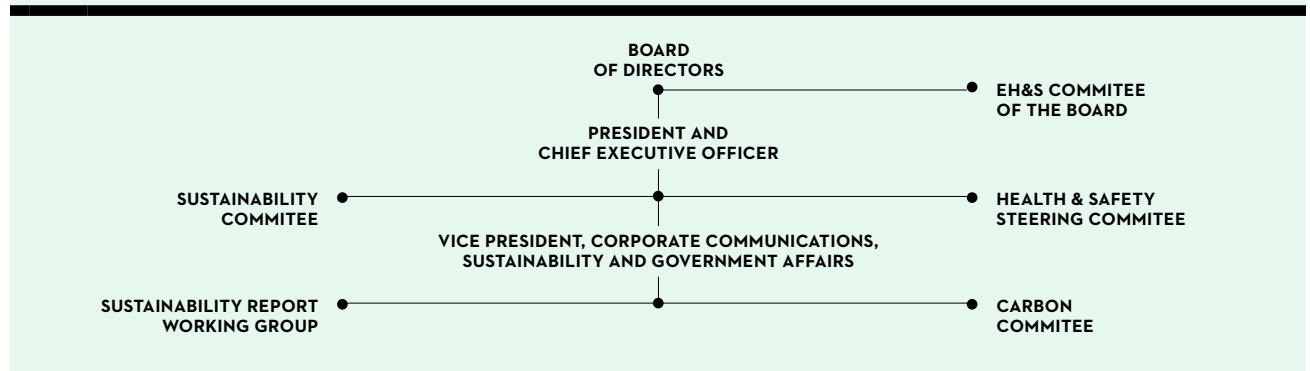 BOARD
OF DIRECTORS
EH&S COMMITEE
OF THE BOARD
PRESIDENT AND
CHIEF EXECUTIVE OFFICER
SUSTAINABILITY
COMMITEE
HEALTH & SAFETY
STEERING COMMITEE
VICE PRESIDENT, CORPORATE COMMUNICATIONS,
SUSTAINABILITY AND GOVERNMENT AFFAIRS
SUSTAINABILITY REPORT
WORKING GROUP
CARBON
COMMITEE